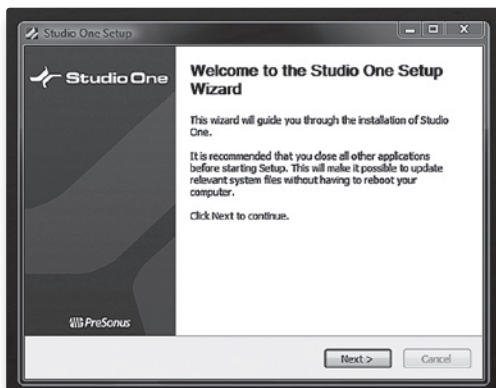 Studio One Setup
Studio One
Welcome to the Studio One Setup
Wizard
This wizard will guide you through the installation of Studio
One.
It is recommended that you close all other applications
before starting Setup. This will make it possible to update
relevant system files without having to reboot your
computer.
Click Next to continue.
PreSonus
Next >
Cancel